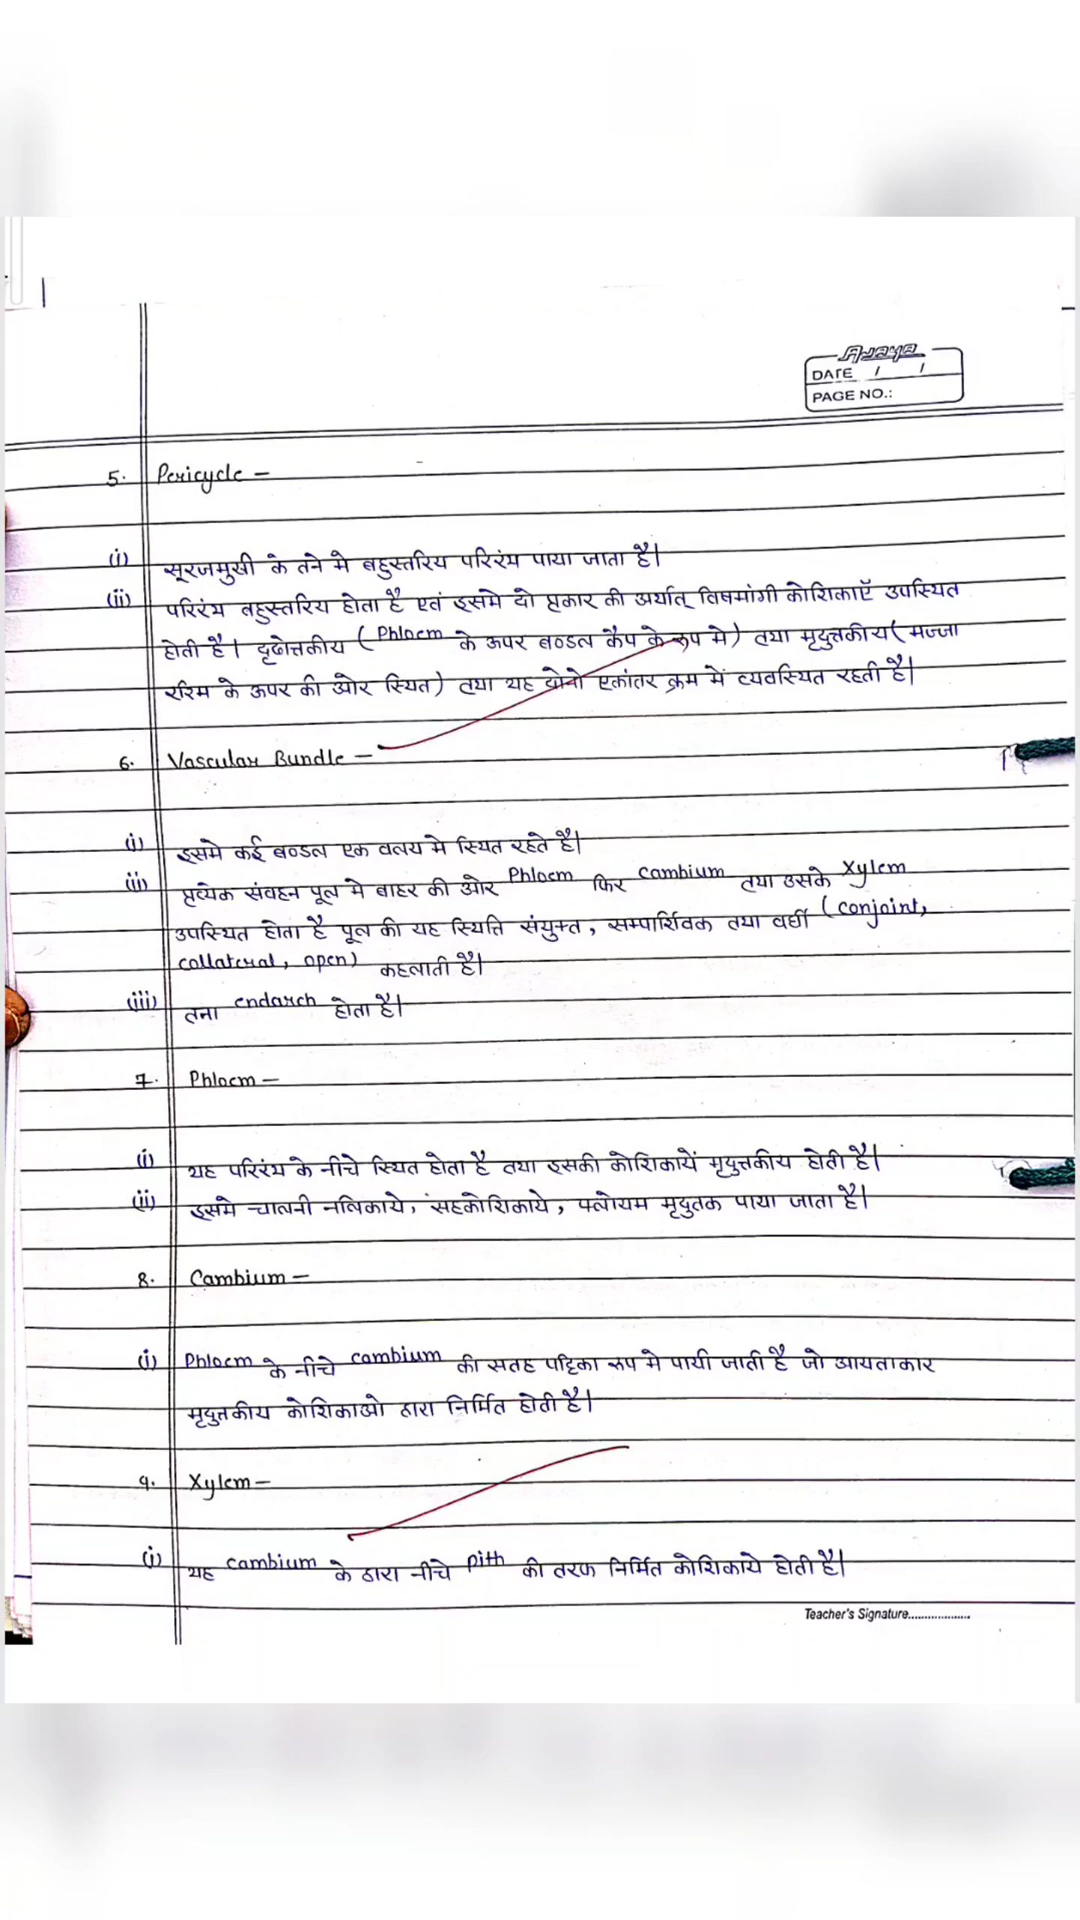 Ajaya
DATE / /
PAGE NO.:
5. Pericycle –
(i) सूरजमुखी के तने मे बहुस्तरिय परिरंभ पाया जाता है।
(ii) परिरंभ बहुस्तरिय होता है एवं इसमे दो प्रकार की अर्थात् विषमांगी कोशिकाएँ उपस्थित
होती है। दृढोत्तकीय ( Phloem के ऊपर बण्डल कैप के रूप मे) तथा मृदुत्तकीय ( मज्जा
रश्मि के ऊपर की ओर स्थित) तथा यह दोनो एकांतर क्रम में व्यवस्थित रहती है।
6. Vascular Bundle –
(i) इसमे कई बण्डल एक वलय मे स्थित रहते है।
(ii) प्रत्येक संवहन पूल मे बाहर की ओर Phloem फिर Cambium तथा उसके Xylem
उपस्थित होता है पूल की यह स्थिति संयुक्त, सम्पार्शिवक तथा वर्धी ( conjoint,
collateral, open) कहलाती है।
(iii) तना endarch होता है।
7. Phloem –
(i) यह परिरंभ के नीचे स्थित होता है तथा इसकी कोशिकायें मृदुत्तकीय होती है।
(ii) इसमे चालनी नलिकाये, संहकोशिकाये, फ्लोयम मृदुतक पाया जाता है।
8. Cambium –
(i) Phloem के नीचे cambium की सतह पट्टिका रूप मे पायी जाती है जो आयताकार
मृदुत्तकीय कोशिकाओ द्वारा निर्मित होती है।
9. Xylem –
(i) यह cambium के द्वारा नीचे pith की तरफ निर्मित कोशिकाये होती है।
Teacher's Signature...................